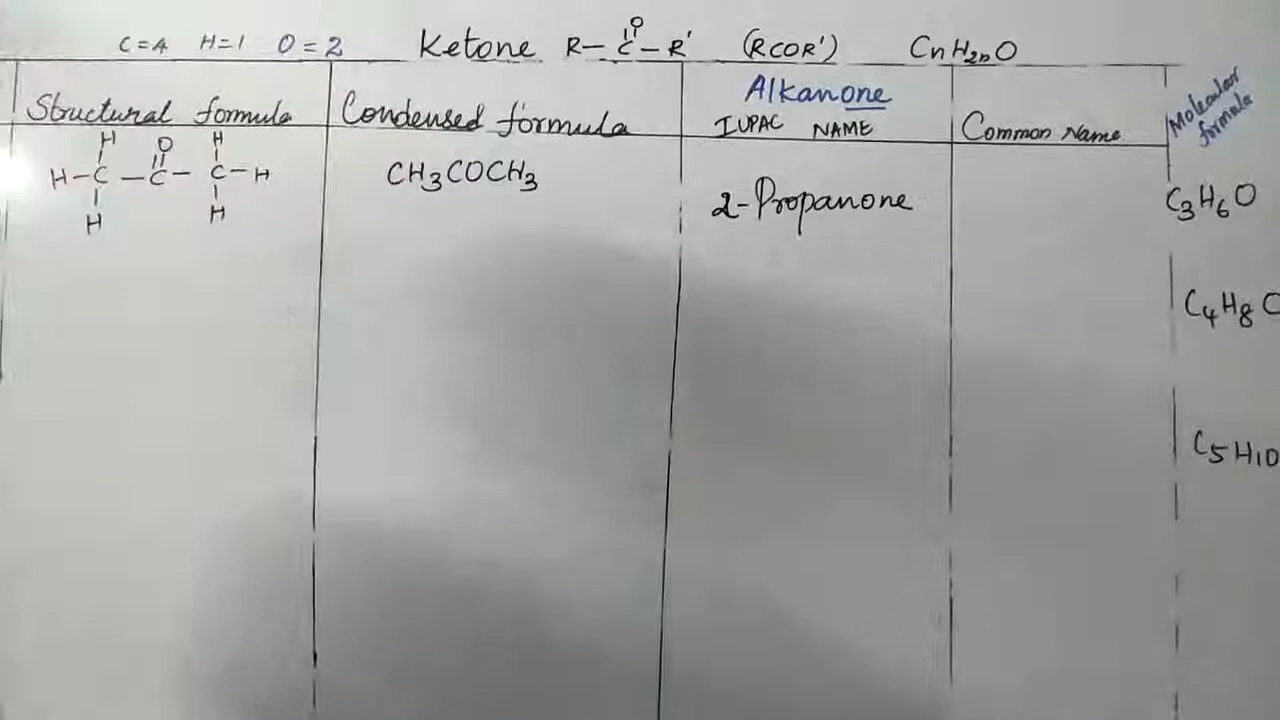 C=4 H=1 O=2 Ketone R-C-R' (RCOR') CnH2nO
O
Structural formula Condensed formula Alkanone IUPAC NAME Common Name Molecular formula
H O H
H-C-C-C-H CH3COCH3 2-Propanone C3H6O
H H
C4H8O
C5H10